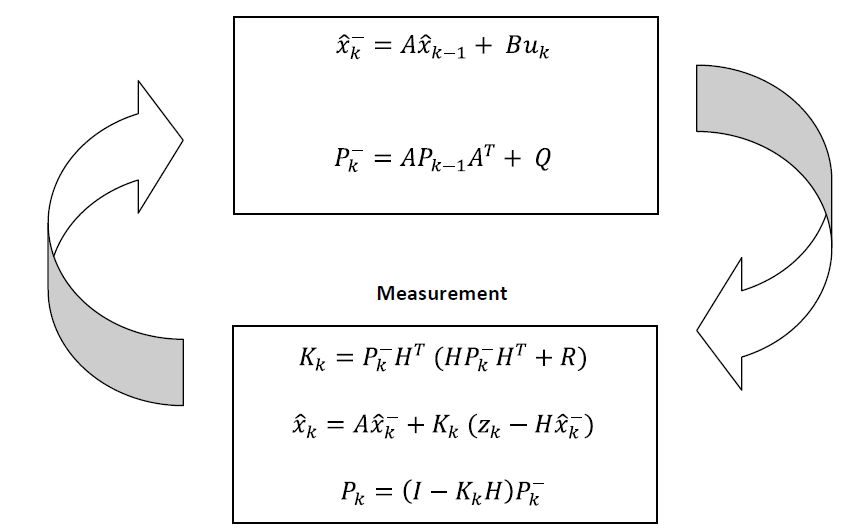 x̂ₖ⁻ = Ax̂ₖ₋₁ + Buₖ
Pₖ⁻ = APₖ₋₁Aᵀ + Q
Measurement
Kₖ = Pₖ⁻Hᵀ (HPₖ⁻Hᵀ + R)
x̂ₖ = Ax̂ₖ⁻ + Kₖ (zₖ − Hx̂ₖ⁻)
Pₖ = (I − KₖH)Pₖ⁻